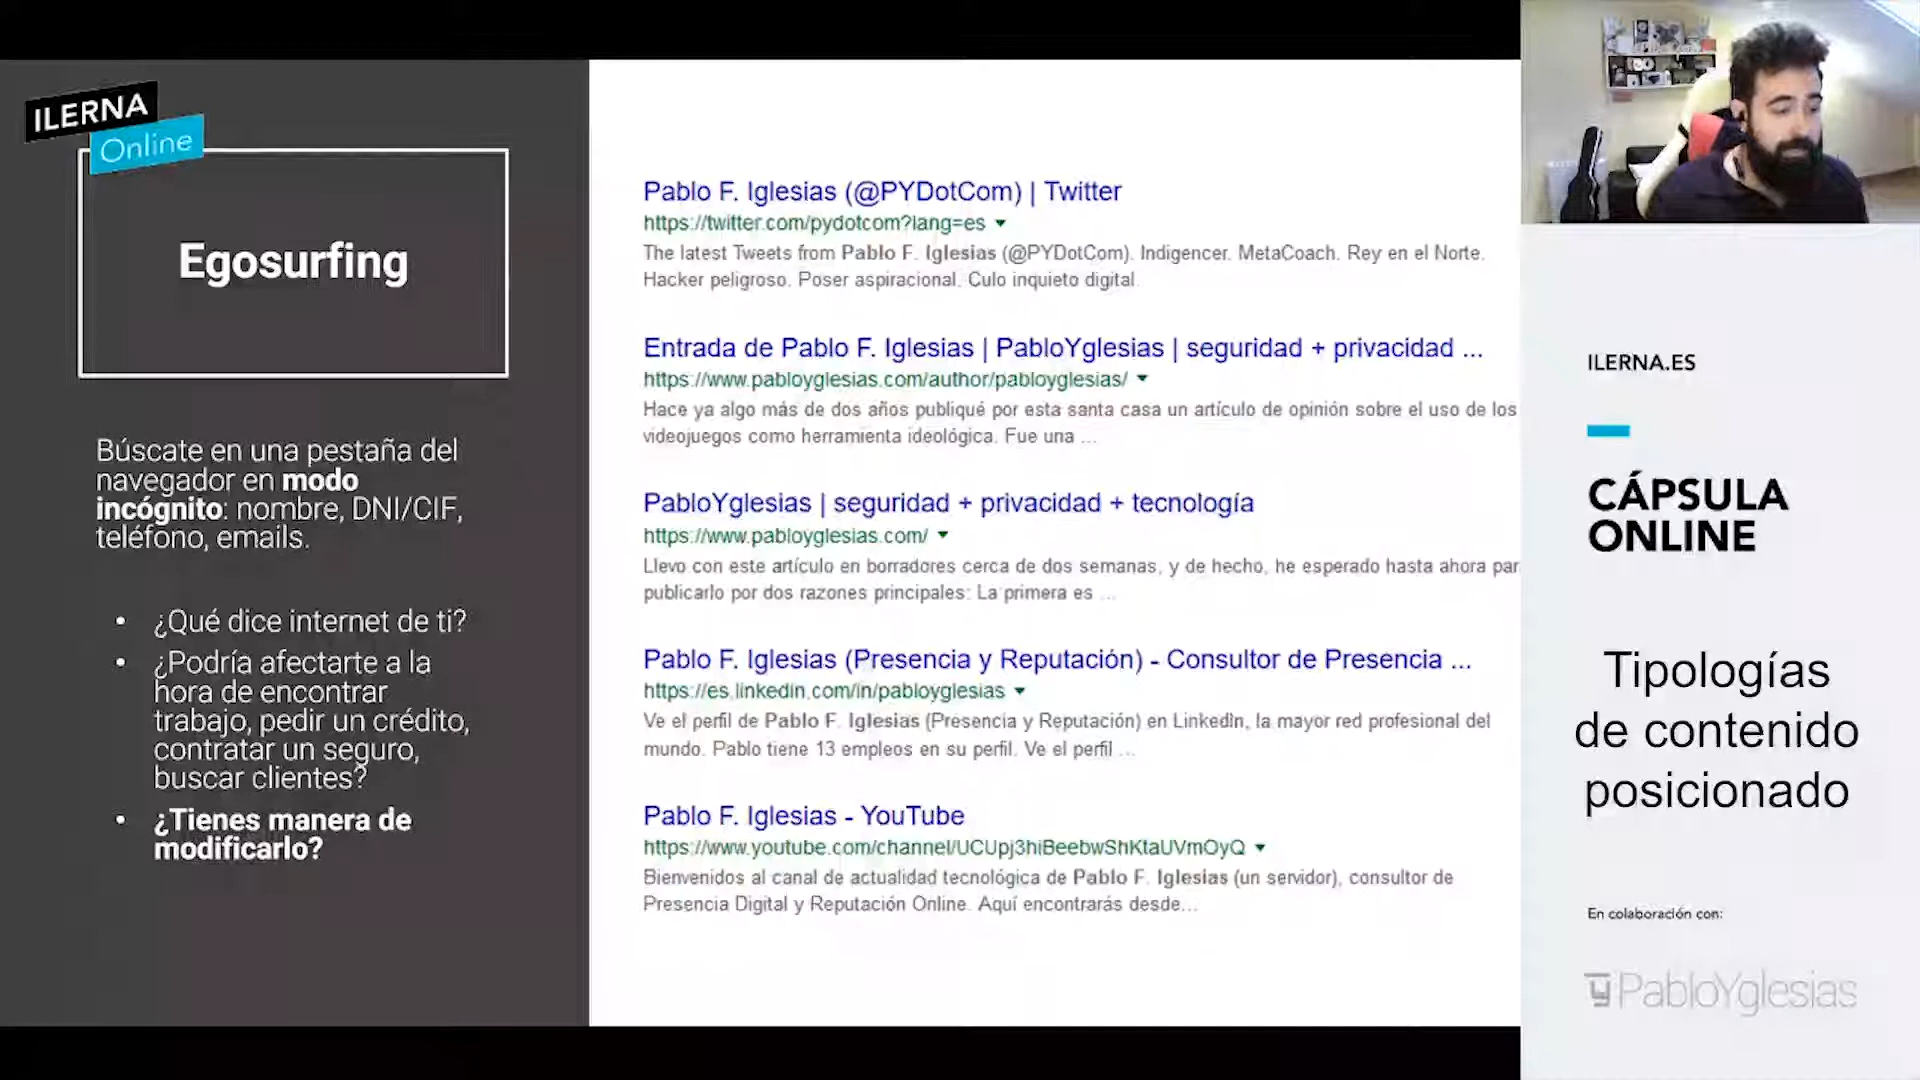 ILERNA
Online
Egosurfing
Búscate en una pestaña del
navegador en modo
incógnito: nombre, DNI/CIF,
teléfono, emails.
• ¿Qué dice internet de ti?
• ¿Podría afectarte a la
hora de encontrar
trabajo, pedir un crédito,
contratar un seguro,
buscar clientes?
• ¿Tienes manera de
modificarlo?
Pablo F. Iglesias (@PYDotCom) | Twitter
https://twitter.com/pydotcom?lang=es
The latest Tweets from Pablo F. Iglesias (@PYDotCom). Indigencer. MetaCoach. Rey en el Norte.
Hacker peligroso. Poser aspiracional. Culo inquieto digital.
Entrada de Pablo F. Iglesias | PabloYglesias | seguridad + privacidad ...
https://www.pabloyglesias.com/author/pabloyglesias/
Hace ya algo más de dos años publiqué por esta santa casa un artículo de opinión sobre el uso de los
videojuegos como herramienta ideológica. Fue una ...
PabloYglesias | seguridad + privacidad + tecnología
https://www.pabloyglesias.com/
Llevo con este artículo en borradores cerca de dos semanas, y de hecho, he esperado hasta ahora par
publicarlo por dos razones principales: La primera es ...
Pablo F. Iglesias (Presencia y Reputación) - Consultor de Presencia ...
https://es.linkedin.com/in/pabloyglesias
Ve el perfil de Pablo F. Iglesias (Presencia y Reputación) en LinkedIn, la mayor red profesional del
mundo. Pablo tiene 13 empleos en su perfil. Ve el perfil ...
Pablo F. Iglesias - YouTube
https://www.youtube.com/channel/UCUpj3hiBeebwShKtaUVmOyQ
Bienvenidos al canal de actualidad tecnológica de Pablo F. Iglesias (un servidor), consultor de
Presencia Digital y Reputación Online. Aquí encontrarás desde...
ILERNA.ES
CÁPSULA
ONLINE
Tipologías
de contenido
posicionado
En colaboración con:
PabloYglesias